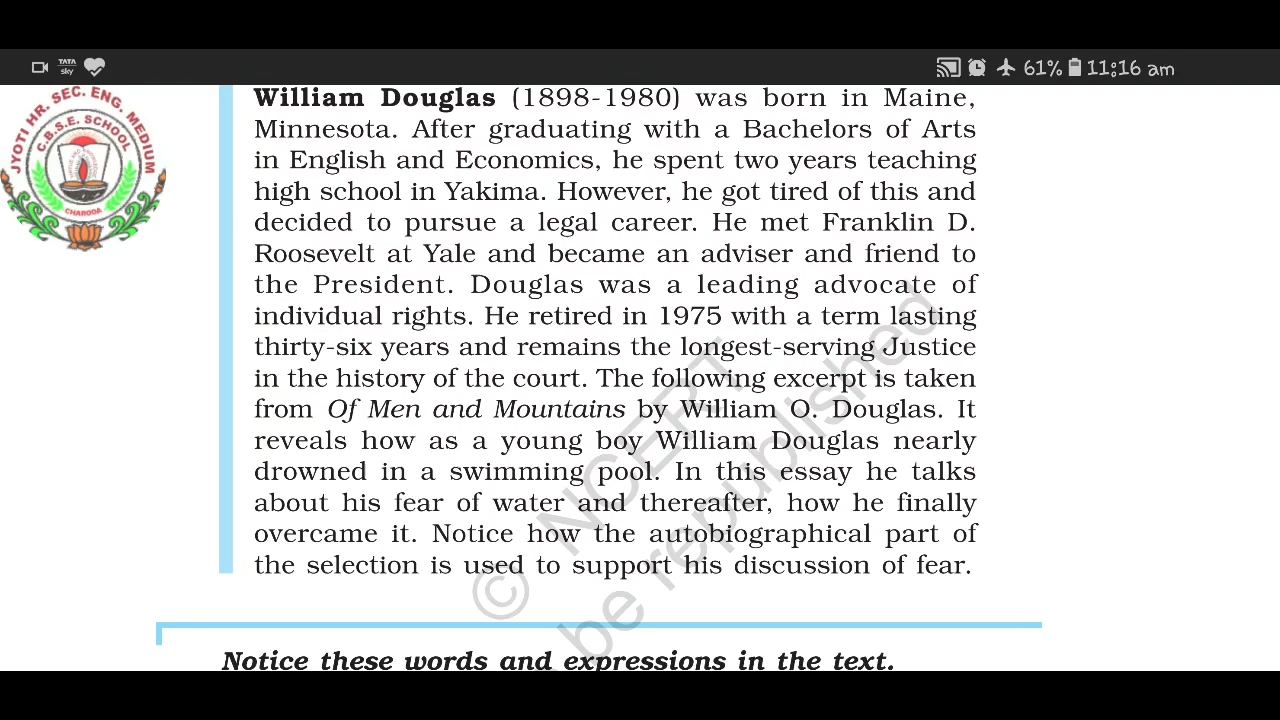 TATA
sky
61%
11:16 am
JYOTI HR. SEC. ENG. MEDIUM
C.B.S.E. SCHOOL
CHARODA
William Douglas (1898-1980) was born in Maine,
Minnesota. After graduating with a Bachelors of Arts
in English and Economics, he spent two years teaching
high school in Yakima. However, he got tired of this and
decided to pursue a legal career. He met Franklin D.
Roosevelt at Yale and became an adviser and friend to
the President. Douglas was a leading advocate of
individual rights. He retired in 1975 with a term lasting
thirty-six years and remains the longest-serving Justice
in the history of the court. The following excerpt is taken
from Of Men and Mountains by William O. Douglas. It
reveals how as a young boy William Douglas nearly
drowned in a swimming pool. In this essay he talks
about his fear of water and thereafter, how he finally
overcame it. Notice how the autobiographical part of
the selection is used to support his discussion of fear.
© NCERT
be republished
Notice these words and expressions in the text.